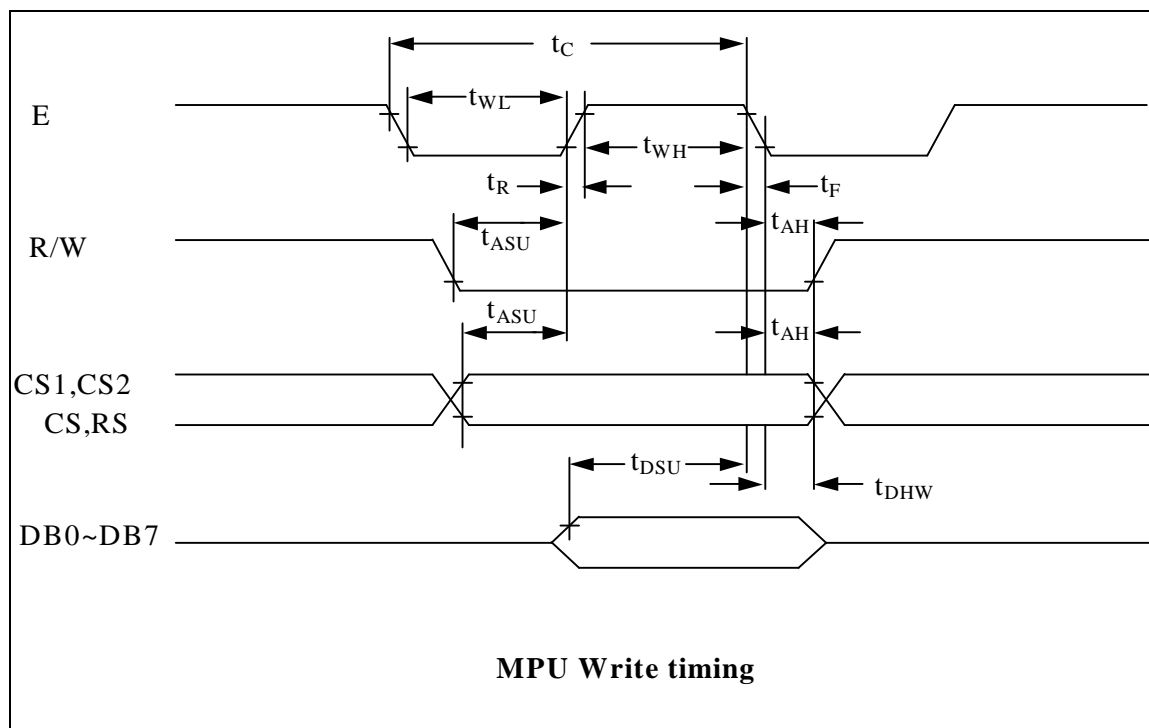 tC
E
tWL
tWH
tR
tF
tAH
R/W
tASU
tASU
tAH
CS1,CS2
CS,RS
tDSU
tDHW
DB0~DB7
MPU Write timing